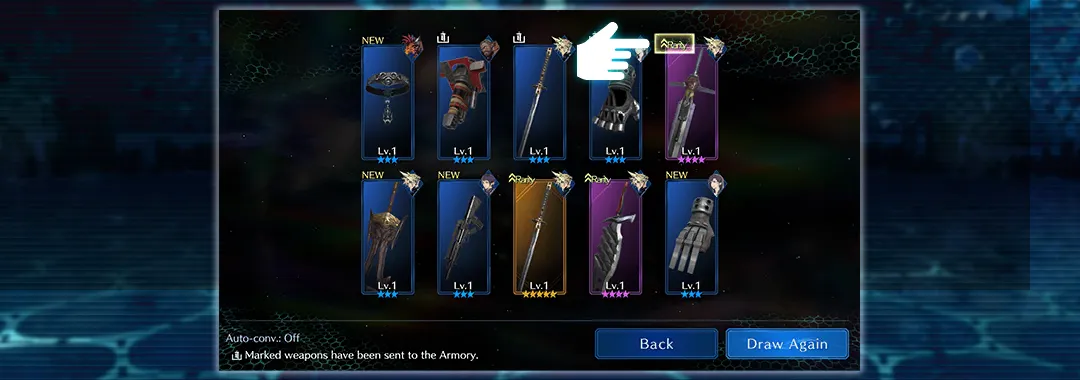 NEW
Rarity
Lv.1 Lv.1 Lv.1 Lv.1 Lv.1
NEW NEW Rarity Rarity NEW
Lv.1 Lv.1 Lv.1 Lv.1 Lv.1
Auto-conv.: Off
Marked weapons have been sent to the Armory.
Back
Draw Again